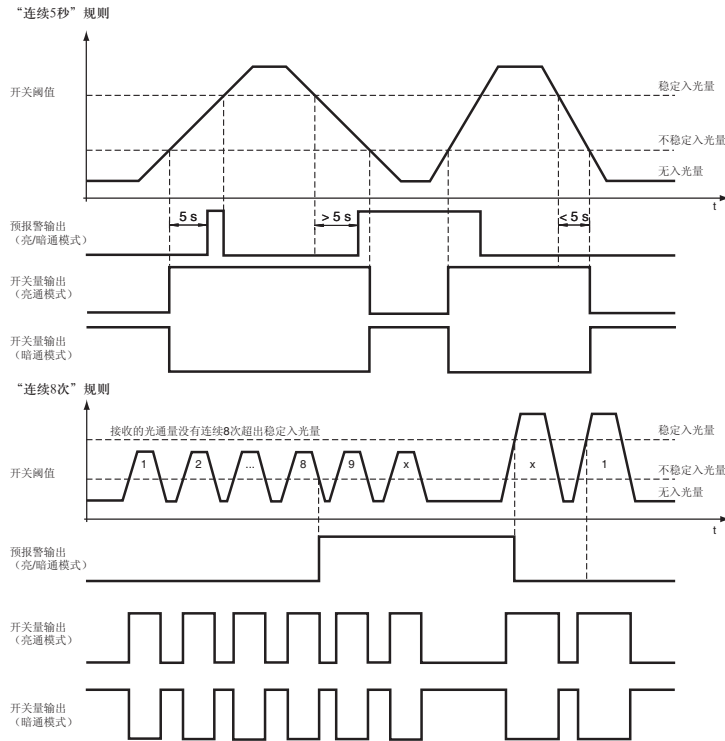 “连续5秒”规则
开关阈值
稳定入光量
不稳定入光量
无入光量
t
预报警输出
(亮/暗通模式)
5 s
> 5 s
< 5 s
开关量输出
（亮通模式）
开关量输出
（暗通模式）
“连续8次”规则
接收的光通量没有连续8次超出稳定入光量
稳定入光量
开关阈值
1
2
...
8
9
x
x
1
不稳定入光量
无入光量
t
预报警输出
（亮/暗通模式）
开关量输出
（亮通模式）
开关量输出
（暗通模式）